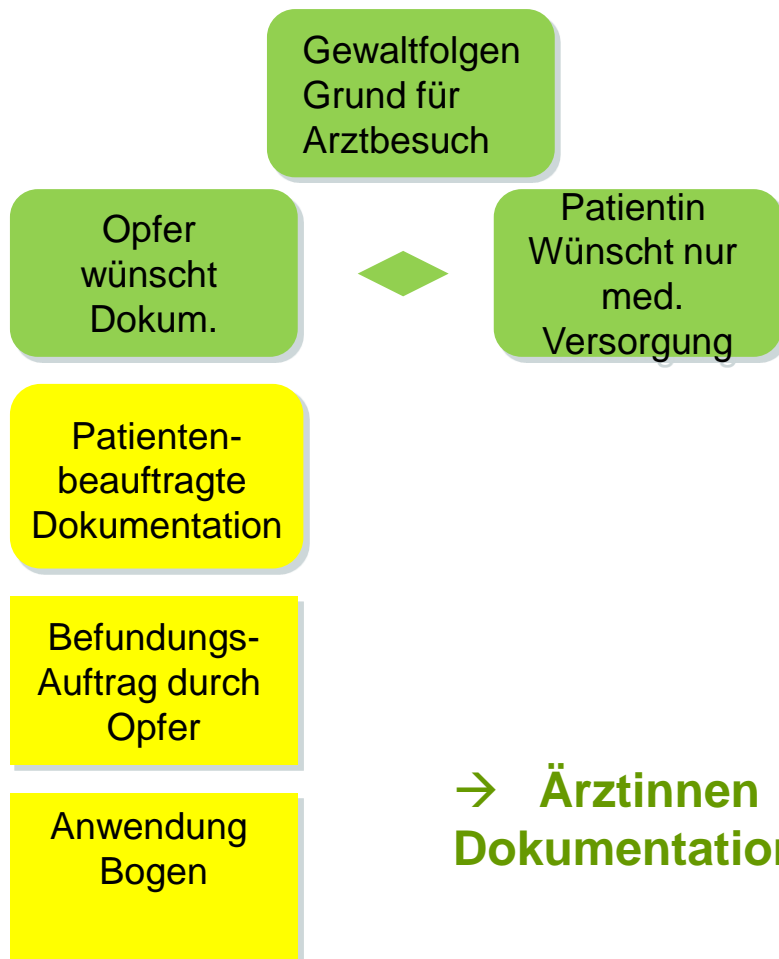 Gewaltfolgen
Grund für
Arztbesuch
Opfer
wünscht
Dokum.
Patientin
Wünscht nur
med.
Versorgung
Patienten-
beauftragte
Dokumentation
Befundungs-
Auftrag durch
Opfer
Anwendung
Bogen
→ Ärztinnen
Dokumentation